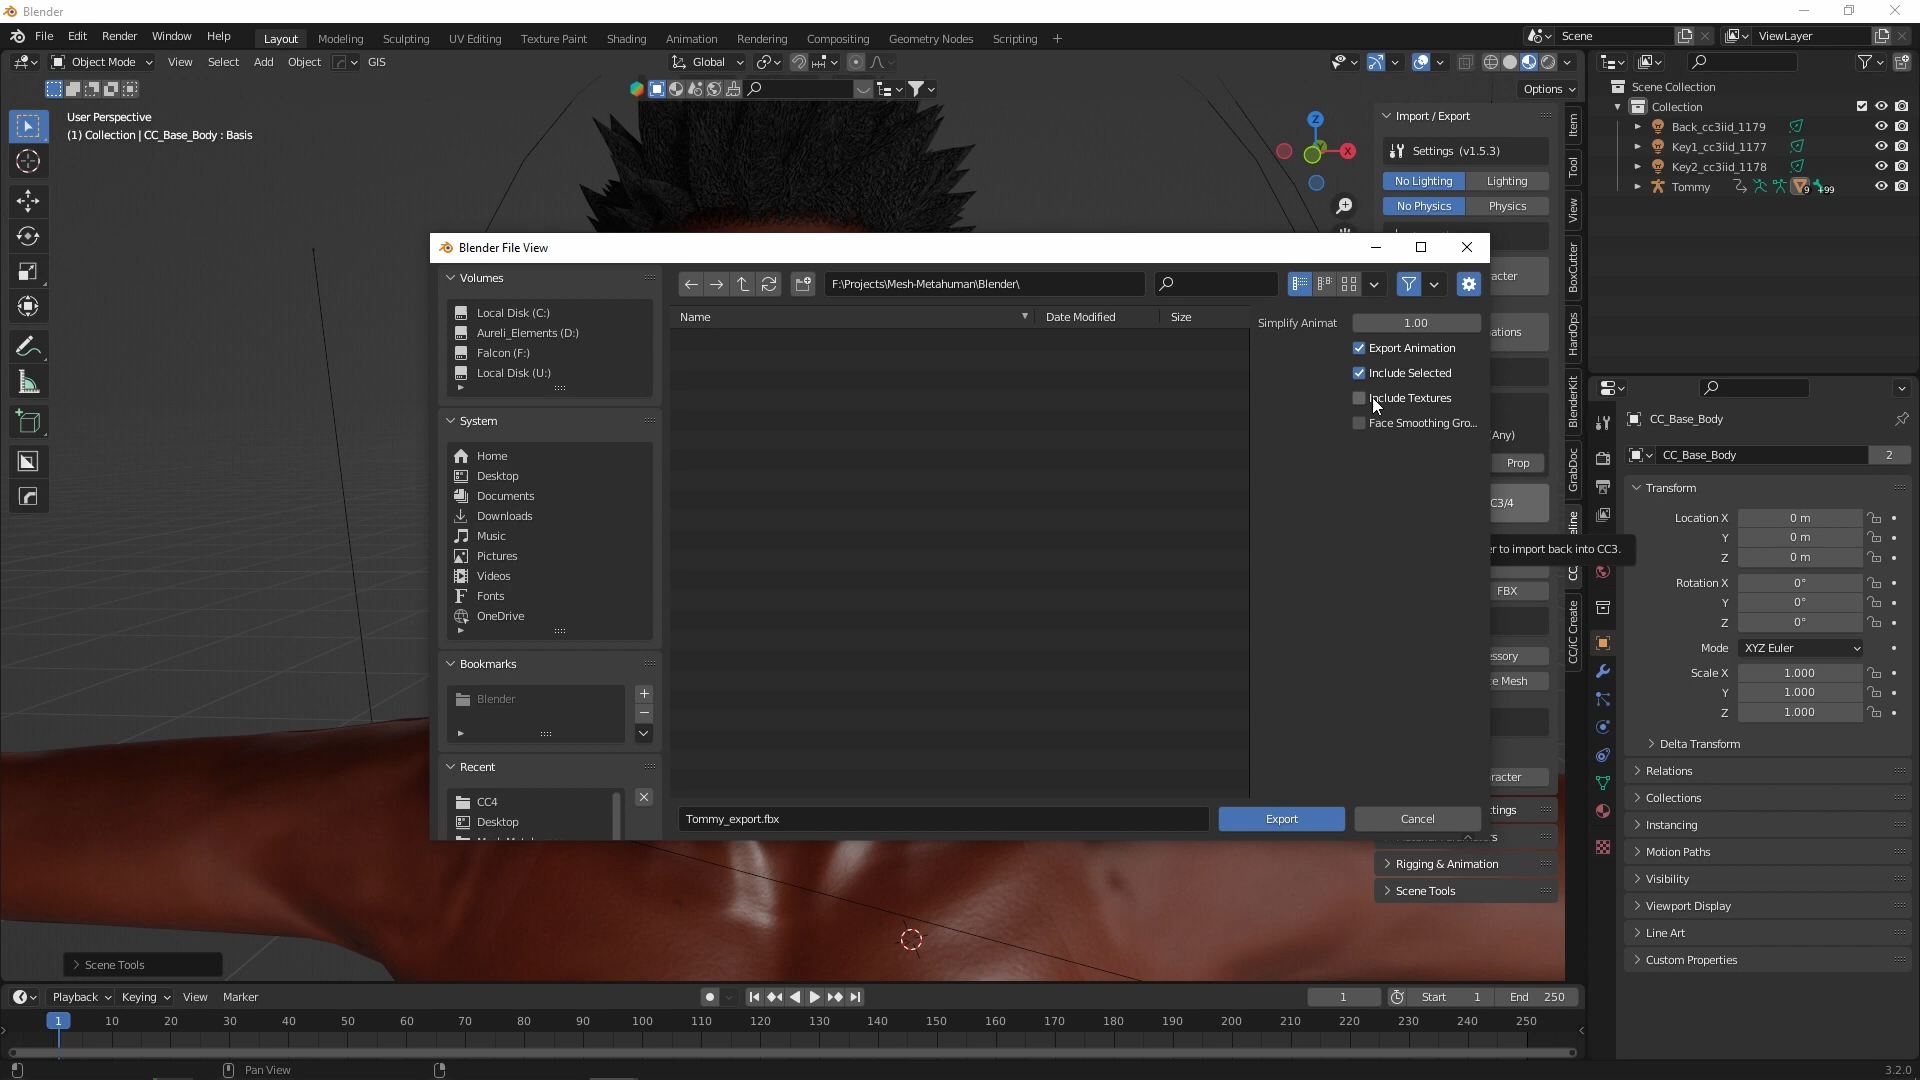 Blender
File Edit Render Window Help Layout Modeling Sculpting UV Editing Texture Paint Shading Animation Rendering Compositing Geometry Nodes Scripting + Scene ViewLayer
Object Mode View Select Add Object GIS Global
Options
User Perspective
(1) Collection | CC_Base_Body : Basis
Z
X
Import / Export
Settings (v1.5.3)
No Lighting Lighting
No Physics Physics
Item
Tool
View
BoxCutter
HardOps
BlenderKit
GrabDoc
CC/iC Create
Scene Collection
Collection
Back_cc3iid_1179
Key1_cc3iid_1177
Key2_cc3iid_1178
Tommy 9 +99
Blender File View
Volumes
Local Disk (C:)
Aureli_Elements (D:)
Falcon (F:)
Local Disk (U:)
System
Home
Desktop
Documents
Downloads
Music
Pictures
Videos
Fonts
OneDrive
Bookmarks
Blender
Recent
CC4
Desktop
F:\Projects\Mesh-Metahuman\Blender\
Name Date Modified Size
Simplify Animat 1.00
Export Animation
Include Selected
Include Textures
Face Smoothing Gro...
Tommy_export.fbx Export Cancel
acter
ations
(Any)
Prop
C3/4
er to import back into CC3.
FBX
ssory
e Mesh
racter
ttings
Rigging & Animation
Scene Tools
CC_Base_Body
CC_Base_Body 2
Transform
Location X 0 m
Y 0 m
Z 0 m
Rotation X 0°
Y 0°
Z 0°
Mode XYZ Euler
Scale X 1.000
Y 1.000
Z 1.000
Delta Transform
Relations
Collections
Instancing
Motion Paths
Visibility
Viewport Display
Line Art
Custom Properties
Scene Tools
Playback Keying View Marker 1 Start 1 End 250
1 10 20 30 40 50 60 70 80 90 100 110 120 130 140 150 160 170 180 190 200 210 220 230 240 250
Pan View 3.2.0